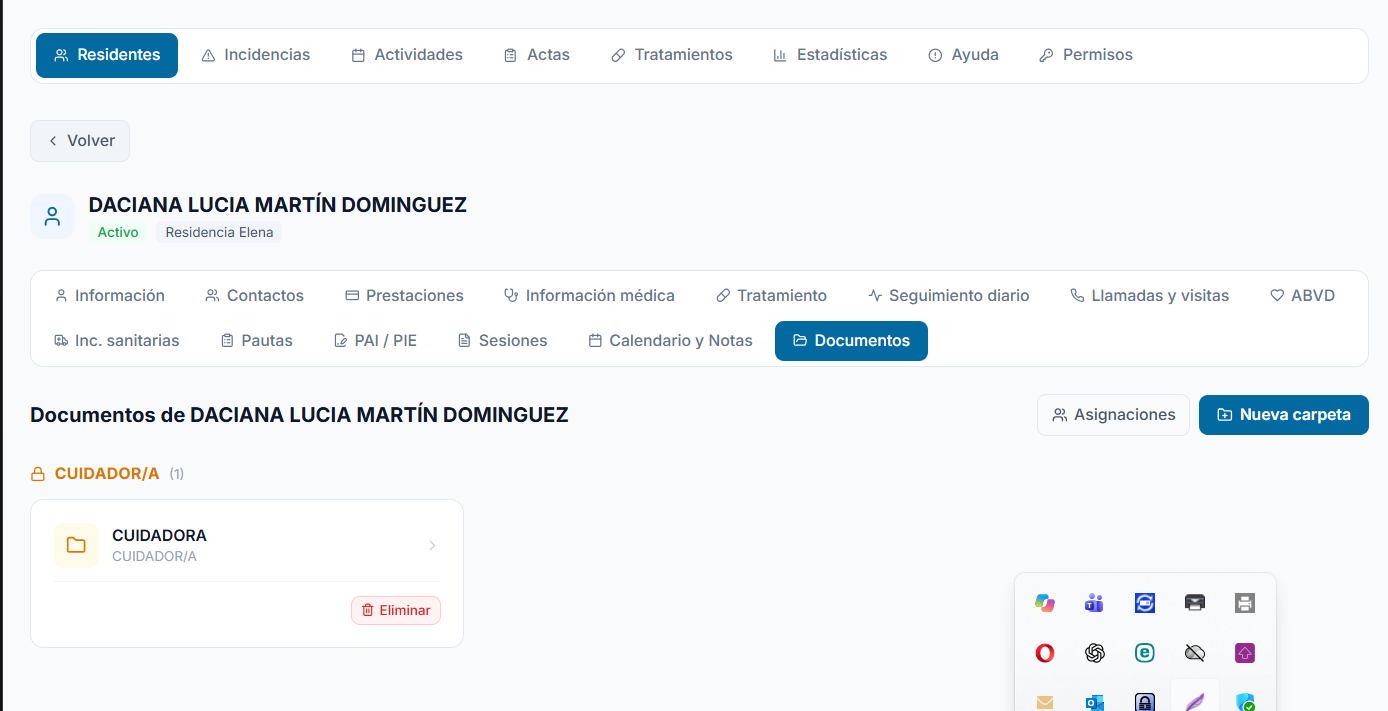 Residentes Incidencias Actividades Actas Tratamientos Estadísticas Ayuda Permisos
Volver
DACIANA LUCIA MARTÍN DOMINGUEZ
Activo Residencia Elena
Información Contactos Prestaciones Información médica Tratamiento Seguimiento diario Llamadas y visitas ABVD
Inc. sanitarias Pautas PAI / PIE Sesiones Calendario y Notas Documentos
Documentos de DACIANA LUCIA MARTÍN DOMINGUEZ Asignaciones Nueva carpeta
CUIDADOR/A (1)
CUIDADORA
CUIDADOR/A
Eliminar